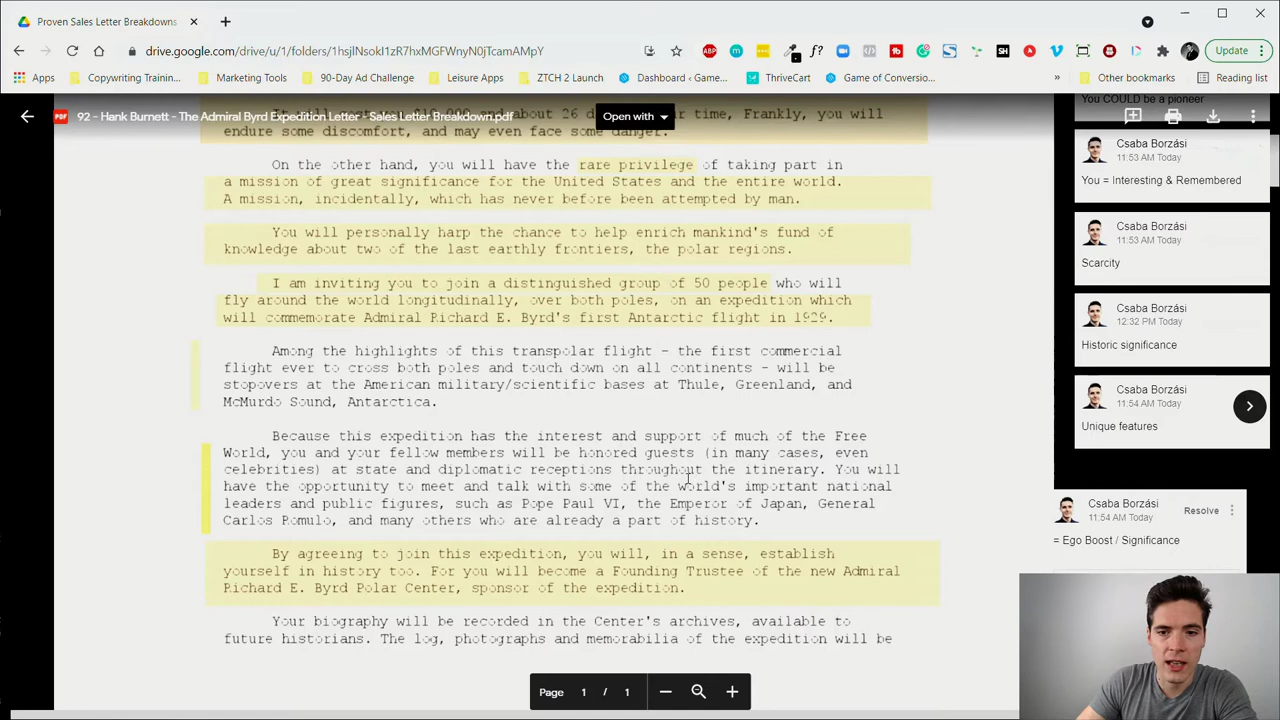 Proven Sales Letter Breakdowns
drive.google.com/drive/u/1/folders/1hsjlNsokI1zR7hxMGFWnyN0jTcamAMpY
ABP
m
f?
SH
Update
Apps
Copywriting Trainin...
Marketing Tools
90-Day Ad Challenge
Leisure Apps
ZTCH 2 Launch
Dashboard ‹ Game...
ThriveCart
Game of Conversio...
»
Other bookmarks
Reading list
92 - Hank Burnett - The Admiral Byrd Expedition Letter - Sales Letter Breakdown.pdf
Open with
about 26 d
time, Frankly, you will
endure some discomfort, and may even face some danger.
On the other hand, you will have the rare privilege of taking part in
a mission of great significance for the United States and the entire world.
A mission, incidentally, which has never before been attempted by man.
You will personally harp the chance to help enrich mankind's fund of
knowledge about two of the last earthly frontiers, the polar regions.
I am inviting you to join a distinguished group of 50 people who will
fly around the world longitudinally, over both poles, on an expedition which
will commemorate Admiral Richard E. Byrd's first Antarctic flight in 1929.
Among the highlights of this transpolar flight - the first commercial
flight ever to cross both poles and touch down on all continents - will be
stopovers at the American military/scientific bases at Thule, Greenland, and
McMurdo Sound, Antarctica.
Because this expedition has the interest and support of much of the Free
World, you and your fellow members will be honored guests (in many cases, even
celebrities) at state and diplomatic receptions throughout the itinerary. You will
have the opportunity to meet and talk with some of the world's important national
leaders and public figures, such as Pope Paul VI, the Emperor of Japan, General
Carlos Romulo, and many others who are already a part of history.
By agreeing to join this expedition, you will, in a sense, establish
yourself in history too. For you will become a Founding Trustee of the new Admiral
Richard E. Byrd Polar Center, sponsor of the expedition.
Your biography will be recorded in the Center's archives, available to
future historians. The log, photographs and memorabilia of the expedition will be
Page 1 / 1
You COULD be a pioneer
Csaba Borzási
11:53 AM Today
You = Interesting & Remembered
Csaba Borzási
11:53 AM Today
Scarcity
Csaba Borzási
12:32 PM Today
Historic significance
Csaba Borzási
11:54 AM Today
Unique features
Csaba Borzási
11:54 AM Today
Resolve
= Ego Boost / Significance